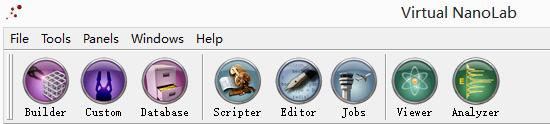 Virtual NanoLab
File Tools Panels Windows Help
Builder Custom Database Scripter Editor Jobs Viewer Analyzer